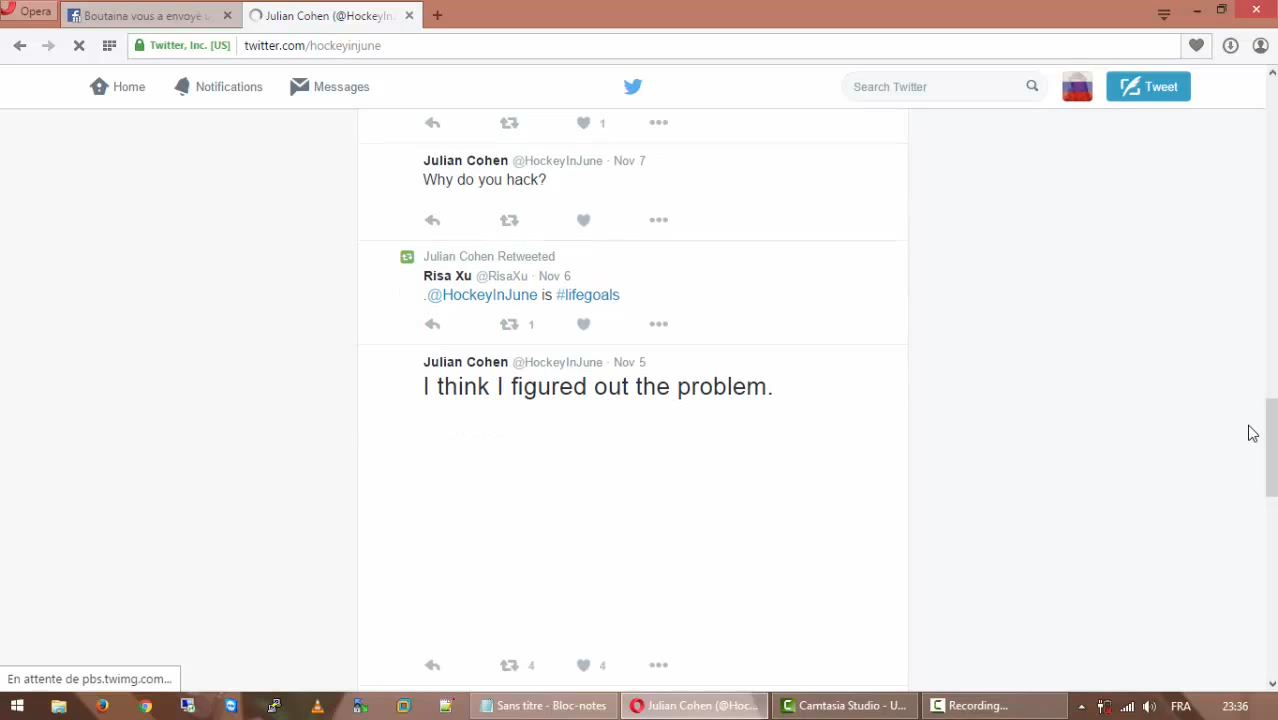 Opera
Boutaina vous a envoyé u
Julian Cohen (@HockeyIn
Twitter, Inc. [US]
twitter.com/hockeyinjune
Home
Notifications
Messages
Search Twitter
Tweet
1
Julian Cohen @HockeyInJune · Nov 7
Why do you hack?
Julian Cohen Retweeted
Risa Xu @RisaXu · Nov 6
.@HockeyInJune is #lifegoals
1
Julian Cohen @HockeyInJune · Nov 5
I think I figured out the problem.
4
4
En attente de pbs.twimg.com...
Sans titre - Bloc-notes
Julian Cohen (@Hoc...
Camtasia Studio - U...
Recording...
FRA
23:36